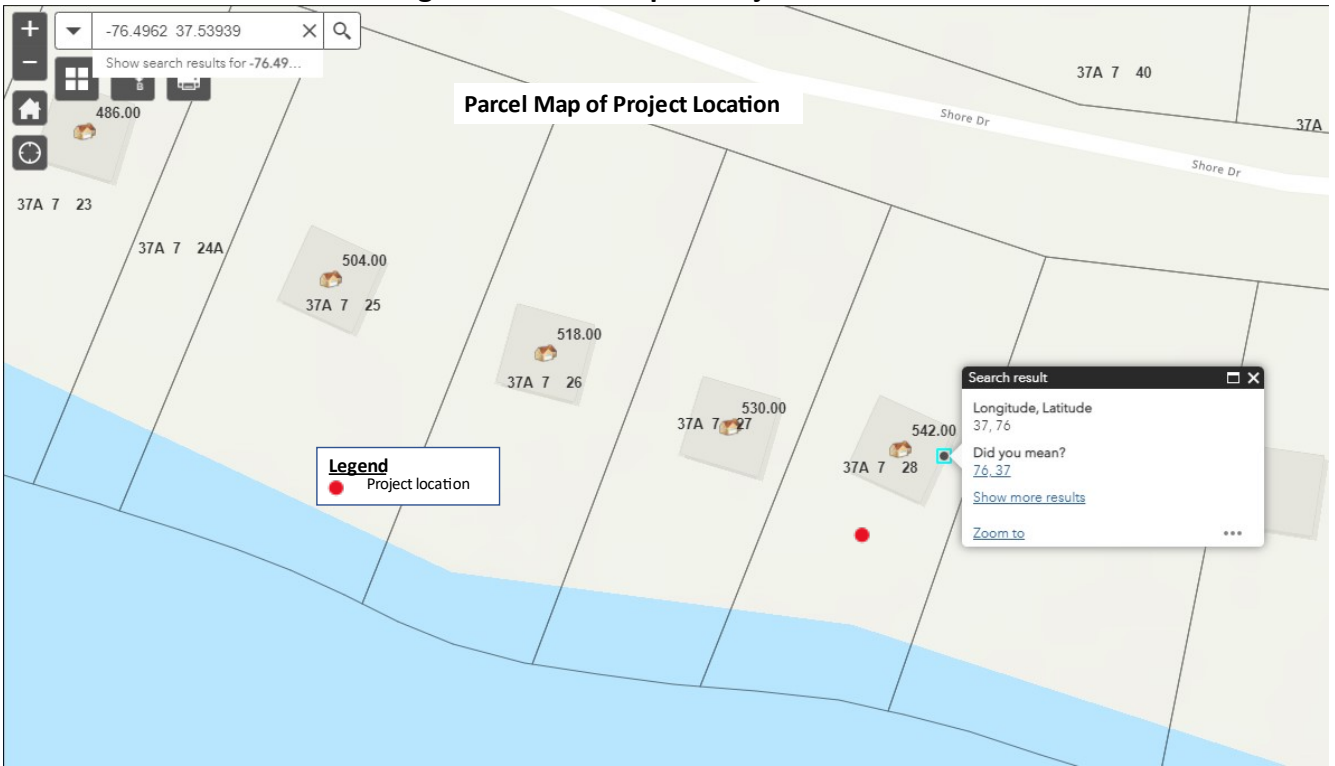 -76.4962 37.53939
Show search results for -76.49...
Parcel Map of Project Location
37A 7 40
Shore Dr
37A
Shore Dr
486.00
37A 7 23
37A 7 24A
504.00
37A 7 25
518.00
37A 7 26
530.00
37A 7 27
542.00
37A 7 28
Search result
Longitude, Latitude
37, 76
Did you mean?
76, 37
Show more results
Zoom to
Legend
Project location